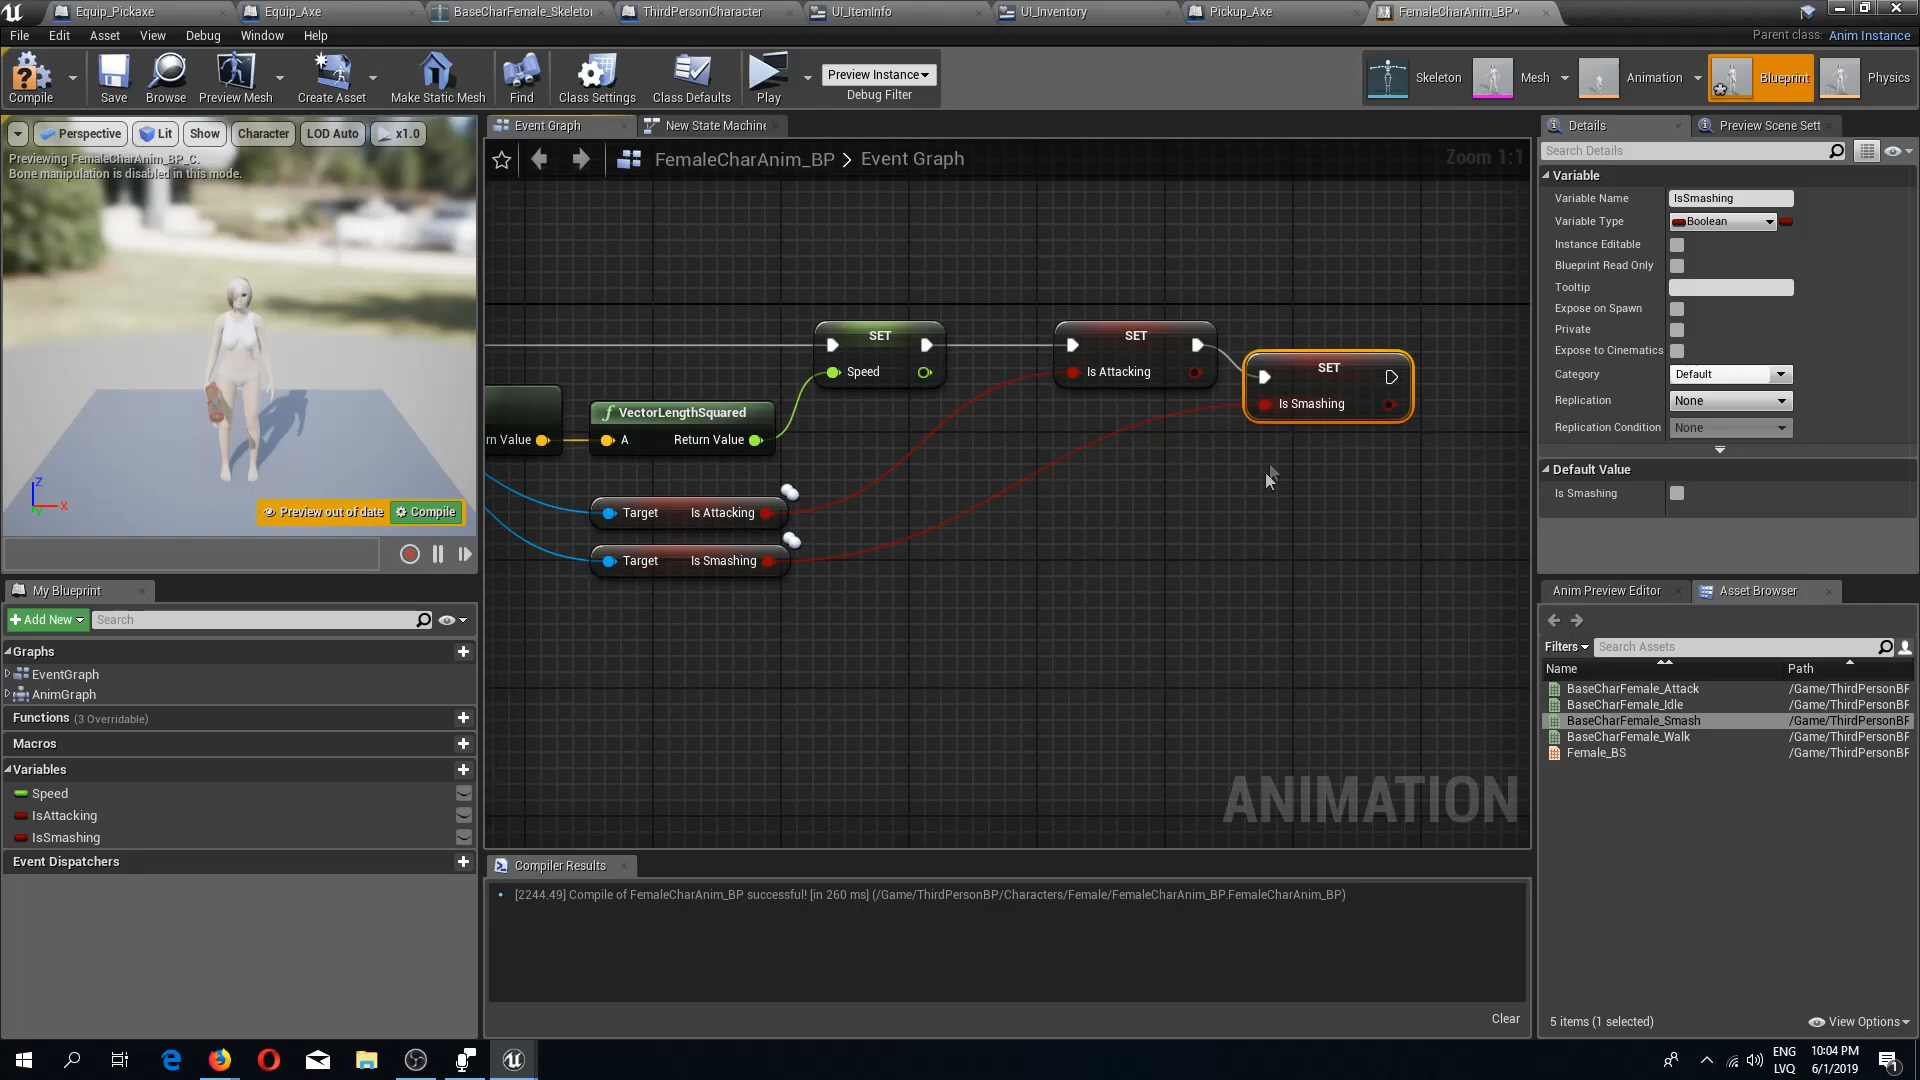 Equip_Pickaxe
Equip_Axe
BaseCharFemale_Skeleton
ThirdPersonCharacter
UI_ItemInfo
UI_Inventory
Pickup_Axe
FemaleCharAnim_BP*
File Edit Asset View Debug Window Help
Parent class: Anim Instance
Compile
Save
Browse
Preview Mesh
Create Asset
Make Static Mesh
Find
Class Settings
Class Defaults
Play
Preview Instance
Debug Filter
Skeleton
Mesh
Animation
Blueprint
Physics
Perspective
Lit
Show
Character
LOD Auto
x1.0
Previewing FemaleCharAnim_BP_C.
Bone manipulation is disabled in this mode.
Z
X
Y
Preview out of date
Compile
Event Graph
New State Machine
FemaleCharAnim_BP > Event Graph
Zoom 1:1
SET
Speed
SET
Is Attacking
SET
Is Smashing
rn Value
VectorLengthSquared
A Return Value
Target Is Attacking
Target Is Smashing
ANIMATION
Details
Preview Scene Sett
Search Details
Variable
Variable Name IsSmashing
Variable Type Boolean
Instance Editable
Blueprint Read Only
Tooltip
Expose on Spawn
Private
Expose to Cinematics
Category Default
Replication None
Replication Condition None
Default Value
Is Smashing
My Blueprint
Add New
Search
Graphs
EventGraph
AnimGraph
Functions (3 Overridable)
Macros
Variables
Speed
IsAttacking
IsSmashing
Event Dispatchers
Compiler Results
[2244.49] Compile of FemaleCharAnim_BP successful! [in 260 ms] (/Game/ThirdPersonBP/Characters/Female/FemaleCharAnim_BP.FemaleCharAnim_BP)
Clear
Anim Preview Editor
Asset Browser
Filters
Search Assets
Name Path
BaseCharFemale_Attack /Game/ThirdPersonBP
BaseCharFemale_Idle /Game/ThirdPersonBP
BaseCharFemale_Smash /Game/ThirdPersonBP
BaseCharFemale_Walk /Game/ThirdPersonBP
Female_BS /Game/ThirdPersonBP
5 items (1 selected)
View Options
ENG
LVQ
10:04 PM
6/1/2019
1